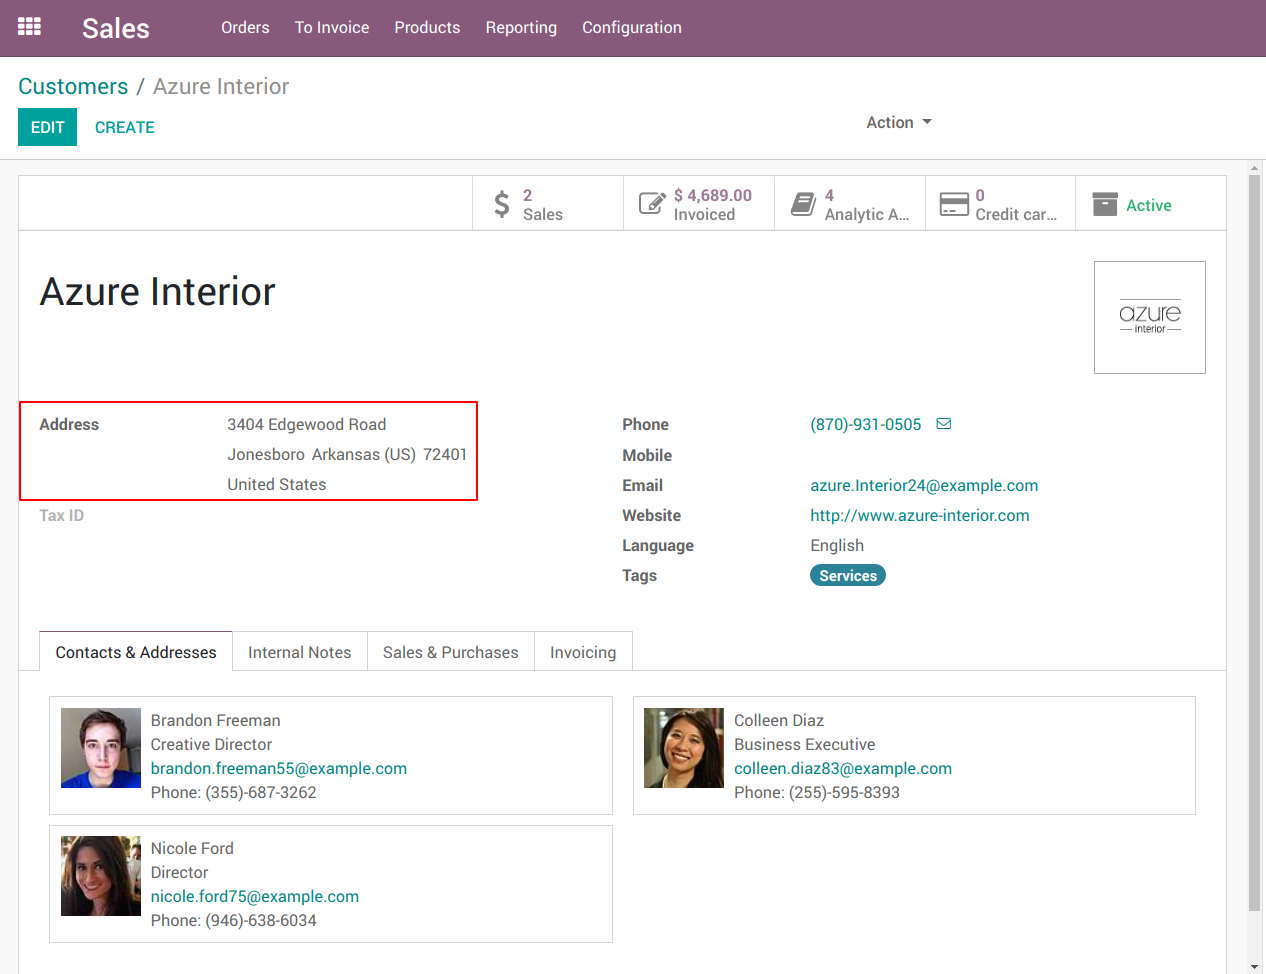 Sales Orders To Invoice Products Reporting Configuration
Customers / Azure Interior
EDIT CREATE Action
2 Sales
$ 4,689.00 Invoiced
4 Analytic A...
0 Credit car...
Active
Azure Interior
azure
interior
Address 3404 Edgewood Road
Jonesboro Arkansas (US) 72401
United States
Tax ID
Phone (870)-931-0505
Mobile
Email azure.Interior24@example.com
Website http://www.azure-interior.com
Language English
Tags Services
Contacts & Addresses Internal Notes Sales & Purchases Invoicing
Brandon Freeman
Creative Director
brandon.freeman55@example.com
Phone: (355)-687-3262
Colleen Diaz
Business Executive
colleen.diaz83@example.com
Phone: (255)-595-8393
Nicole Ford
Director
nicole.ford75@example.com
Phone: (946)-638-6034